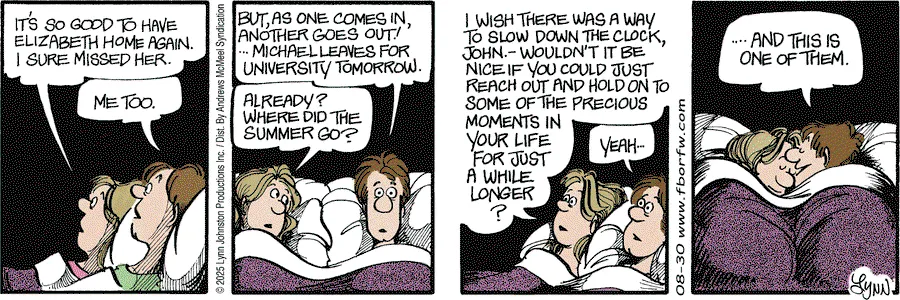 IT'S SO GOOD TO HAVE
ELIZABETH HOME AGAIN.
I SURE MISSED HER.
ME TOO.
© 2025 Lynn Johnston Productions Inc. / Dist. By Andrews McMeel Syndication
BUT, AS ONE COMES IN,
ANOTHER GOES OUT!
... MICHAEL LEAVES FOR
UNIVERSITY TOMORROW.
ALREADY?
WHERE DID THE
SUMMER GO?
I WISH THERE WAS A WAY
TO SLOW DOWN THE CLOCK,
JOHN.– WOULDN'T IT BE
NICE IF YOU COULD JUST
REACH OUT AND HOLD ON TO
SOME OF THE PRECIOUS
MOMENTS IN
YOUR LIFE
FOR JUST
A WHILE
LONGER
?
YEAH--
08-30 www.fborfw.com
.... AND THIS IS
ONE OF THEM.
LYNN